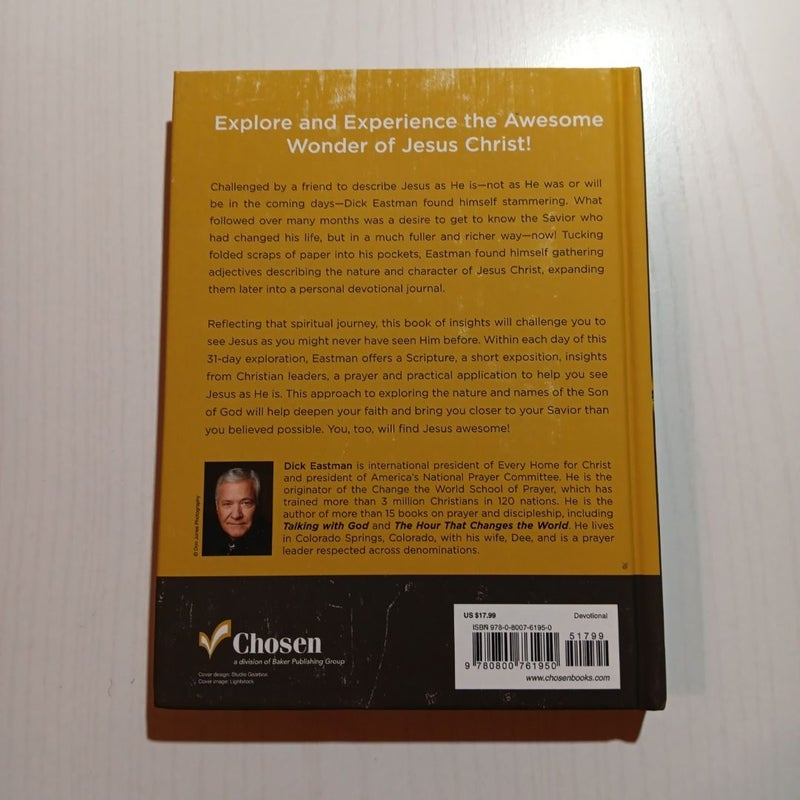 Explore and Experience the Awesome
Wonder of Jesus Christ!
Challenged by a friend to describe Jesus as He is—not as He was or will
be in the coming days—Dick Eastman found himself stammering. What
followed over many months was a desire to get to know the Savior who
had changed his life, but in a much fuller and richer way—now! Tucking
folded scraps of paper into his pockets, Eastman found himself gathering
adjectives describing the nature and character of Jesus Christ, expanding
them later into a personal devotional journal.
Reflecting that spiritual journey, this book of insights will challenge you to
see Jesus as you might never have seen Him before. Within each day of this
31-day exploration, Eastman offers a Scripture, a short exposition, insights
from Christian leaders, a prayer and practical application to help you see
Jesus as He is. This approach to exploring the nature and names of the Son
of God will help deepen your faith and bring you closer to your Savior than
you believed possible. You, too, will find Jesus awesome!
© Don Jones Photography
Dick Eastman is international president of Every Home for Christ
and president of America's National Prayer Committee. He is the
originator of the Change the World School of Prayer, which has
trained more than 3 million Christians in 120 nations. He is the
author of more than 15 books on prayer and discipleship, including
Talking with God and The Hour That Changes the World. He lives
in Colorado Springs, Colorado, with his wife, Dee, and is a prayer
leader respected across denominations.
Chosen
a division of Baker Publishing Group
Cover design: Studio Gearbox
Cover image: Lightstock
US $17.99 Devotional
ISBN 978-0-8007-6195-0
51799
9 780800 761950
www.chosenbooks.com